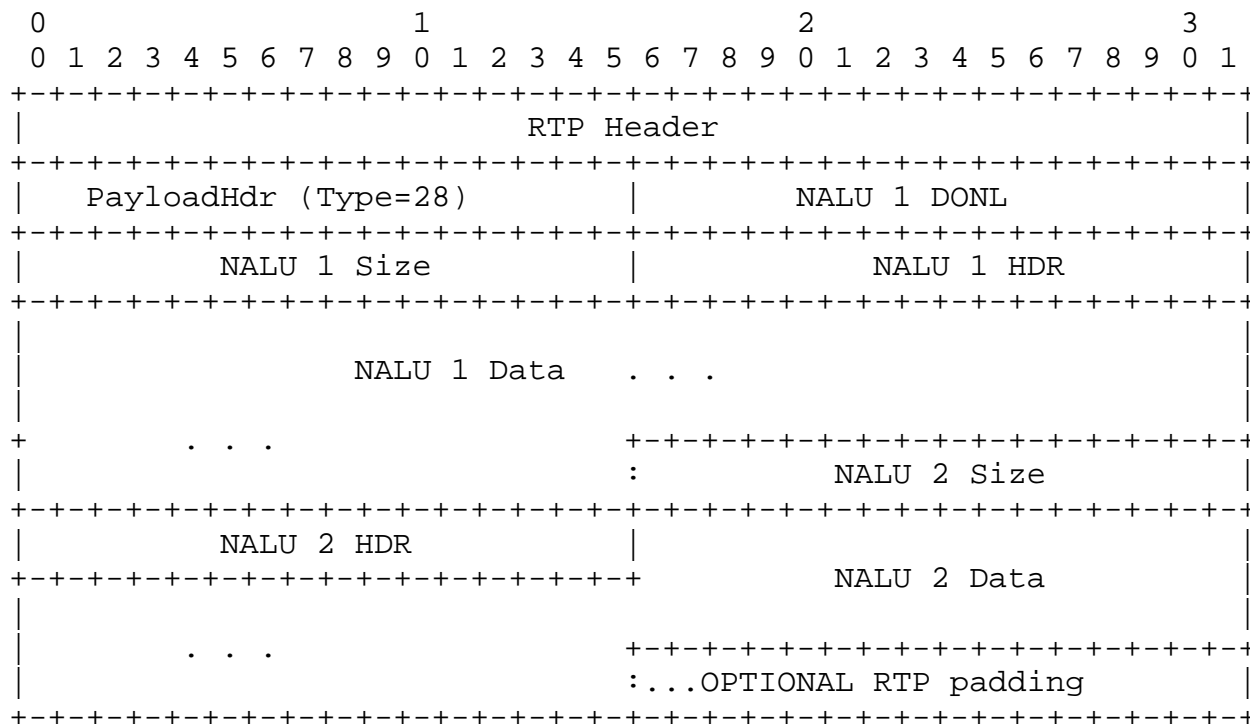 0                   1                   2                   3
0 1 2 3 4 5 6 7 8 9 0 1 2 3 4 5 6 7 8 9 0 1 2 3 4 5 6 7 8 9 0 1
+-+-+-+-+-+-+-+-+-+-+-+-+-+-+-+-+-+-+-+-+-+-+-+-+-+-+-+-+-+-+-+-+
|                          RTP Header                           |
+-+-+-+-+-+-+-+-+-+-+-+-+-+-+-+-+-+-+-+-+-+-+-+-+-+-+-+-+-+-+-+-+
|   PayloadHdr (Type=28)        |        NALU 1 DONL            |
+-+-+-+-+-+-+-+-+-+-+-+-+-+-+-+-+-+-+-+-+-+-+-+-+-+-+-+-+-+-+-+-+
|          NALU 1 Size          |            NALU 1 HDR         |
+-+-+-+-+-+-+-+-+-+-+-+-+-+-+-+-+-+-+-+-+-+-+-+-+-+-+-+-+-+-+-+-+
|                                                               |
|                 NALU 1 Data   . . .                           |
|                                                               |
+        . . .                  +-+-+-+-+-+-+-+-+-+-+-+-+-+-+-+-+
|                               :          NALU 2 Size          |
+-+-+-+-+-+-+-+-+-+-+-+-+-+-+-+-+-+-+-+-+-+-+-+-+-+-+-+-+-+-+-+-+
|          NALU 2 HDR           |                               |
+-+-+-+-+-+-+-+-+-+-+-+-+-+-+-+-+          NALU 2 Data          |
|                                                               |
|        . . .                  +-+-+-+-+-+-+-+-+-+-+-+-+-+-+-+-+
|                               :...OPTIONAL RTP padding        |
+-+-+-+-+-+-+-+-+-+-+-+-+-+-+-+-+-+-+-+-+-+-+-+-+-+-+-+-+-+-+-+-+